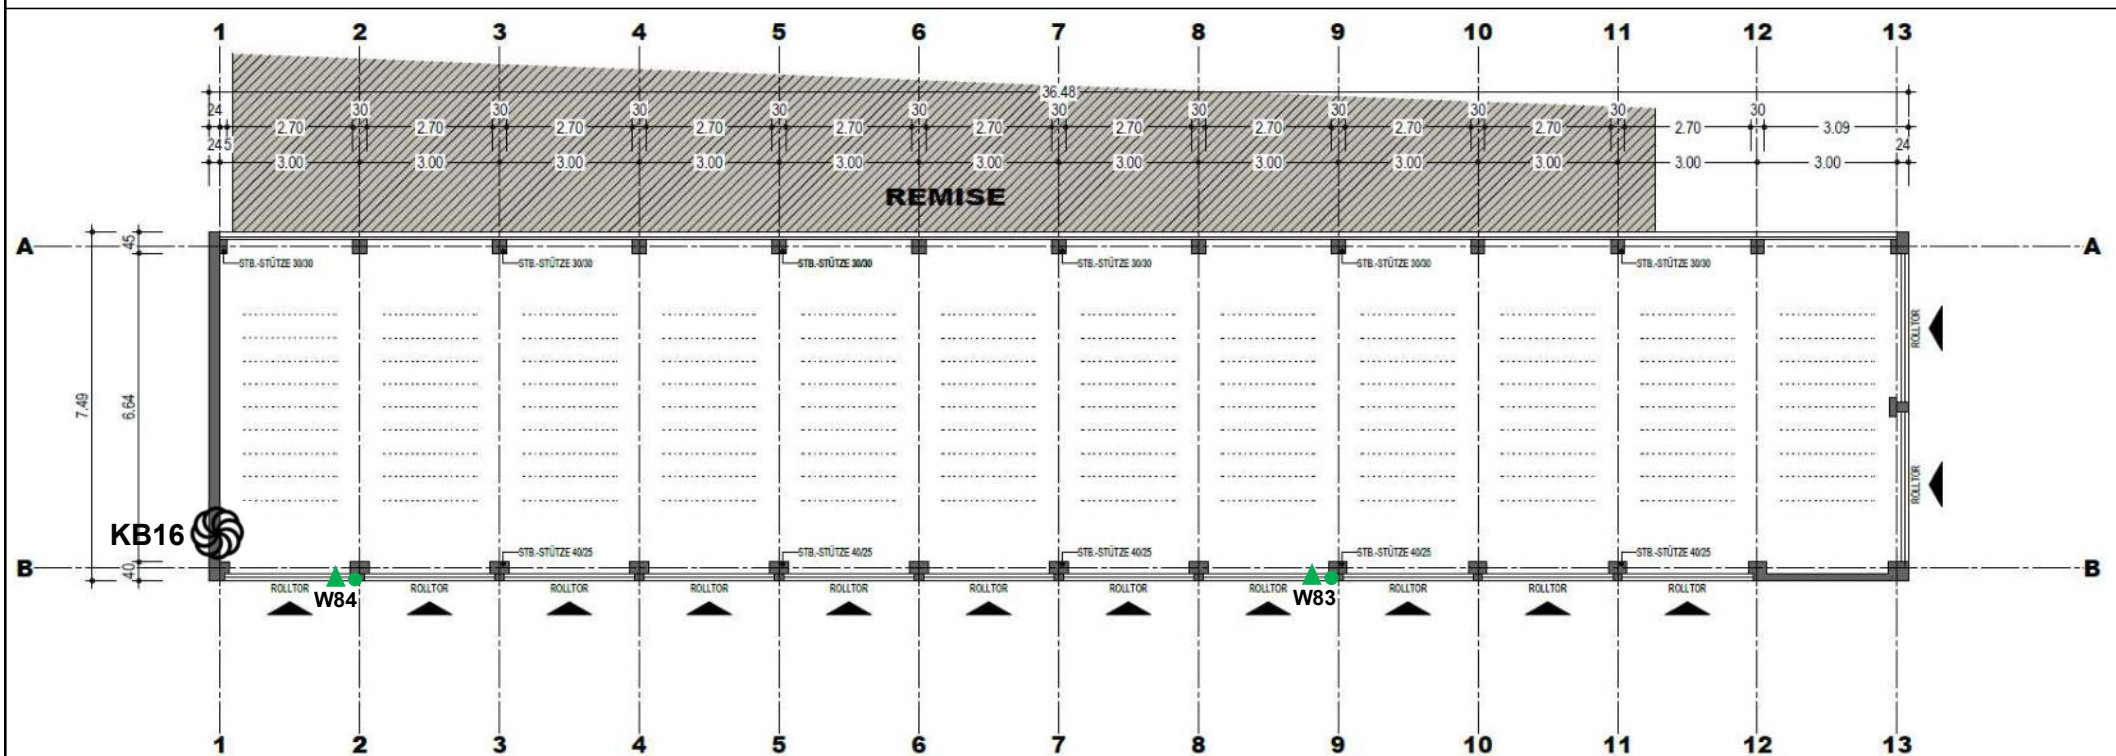 1 2 3 4 5 6 7 8 9 10 11 12 13
36.48
24 30 30 30 30 30 30 30 30 30 30 30
2.70 2.70 2.70 2.70 2.70 2.70 2.70 2.70 2.70 2.70 2.70 3.09
24 5 24
3.00 3.00 3.00 3.00 3.00 3.00 3.00 3.00 3.00 3.00 3.00 3.00
REMISE
A 45 A
STB.-STÜTZE 30/30 STB.-STÜTZE 30/30 STB.-STÜTZE 30/30 STB.-STÜTZE 30/30 STB.-STÜTZE 30/30 STB.-STÜTZE 30/30
ROLLTOR
7.49 6.64
ROLLTOR
KB16
STB.-STÜTZE 40/25 STB.-STÜTZE 40/25 STB.-STÜTZE 40/25 STB.-STÜTZE 40/25 STB.-STÜTZE 40/25
B 40 B
ROLLTOR ROLLTOR ROLLTOR ROLLTOR ROLLTOR ROLLTOR ROLLTOR ROLLTOR ROLLTOR ROLLTOR ROLLTOR
W84 W83
1 2 3 4 5 6 7 8 9 10 11 12 13